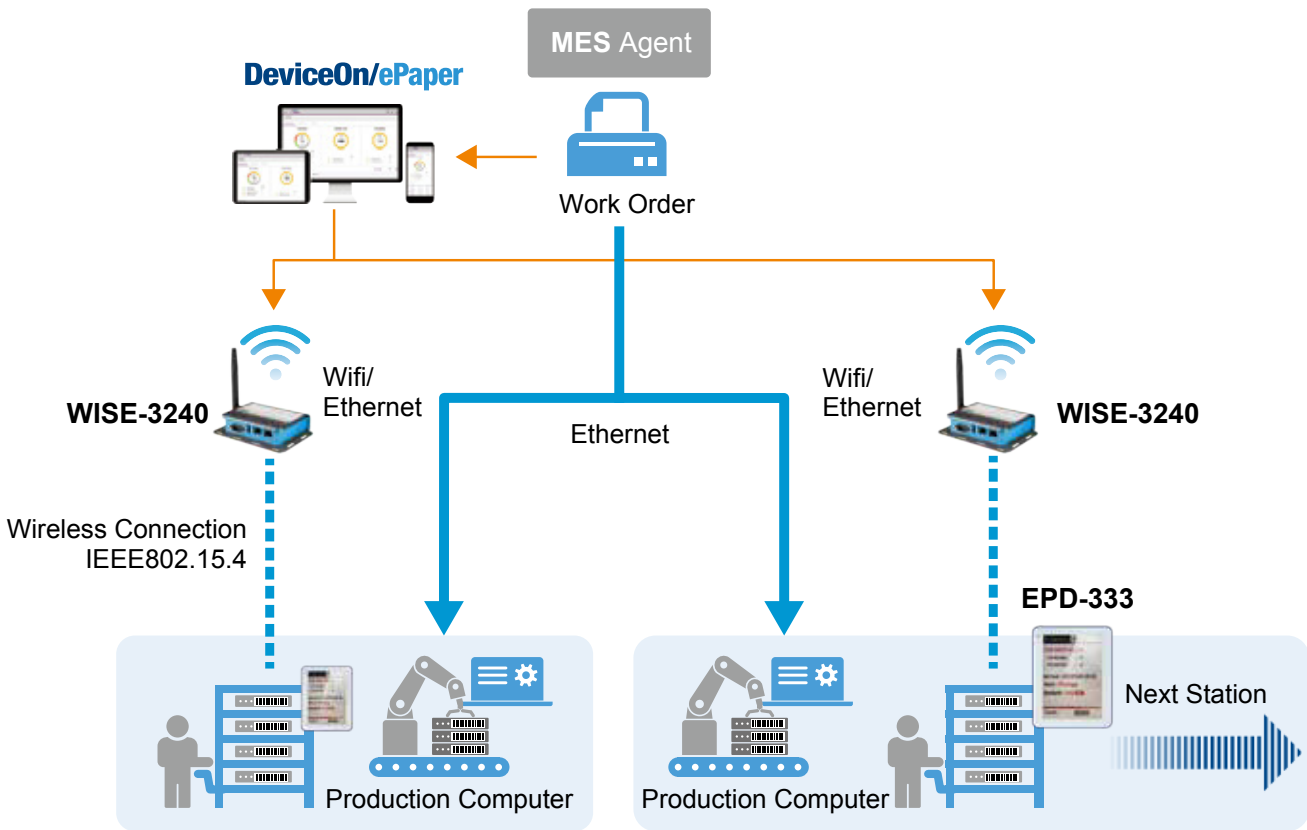 MES Agent
DeviceOn/ePaper
Work Order
Wifi/
Ethernet
WISE-3240
Ethernet
Wifi/
Ethernet
WISE-3240
Wireless Connection
IEEE802.15.4
EPD-333
Next Station
Production Computer
Production Computer